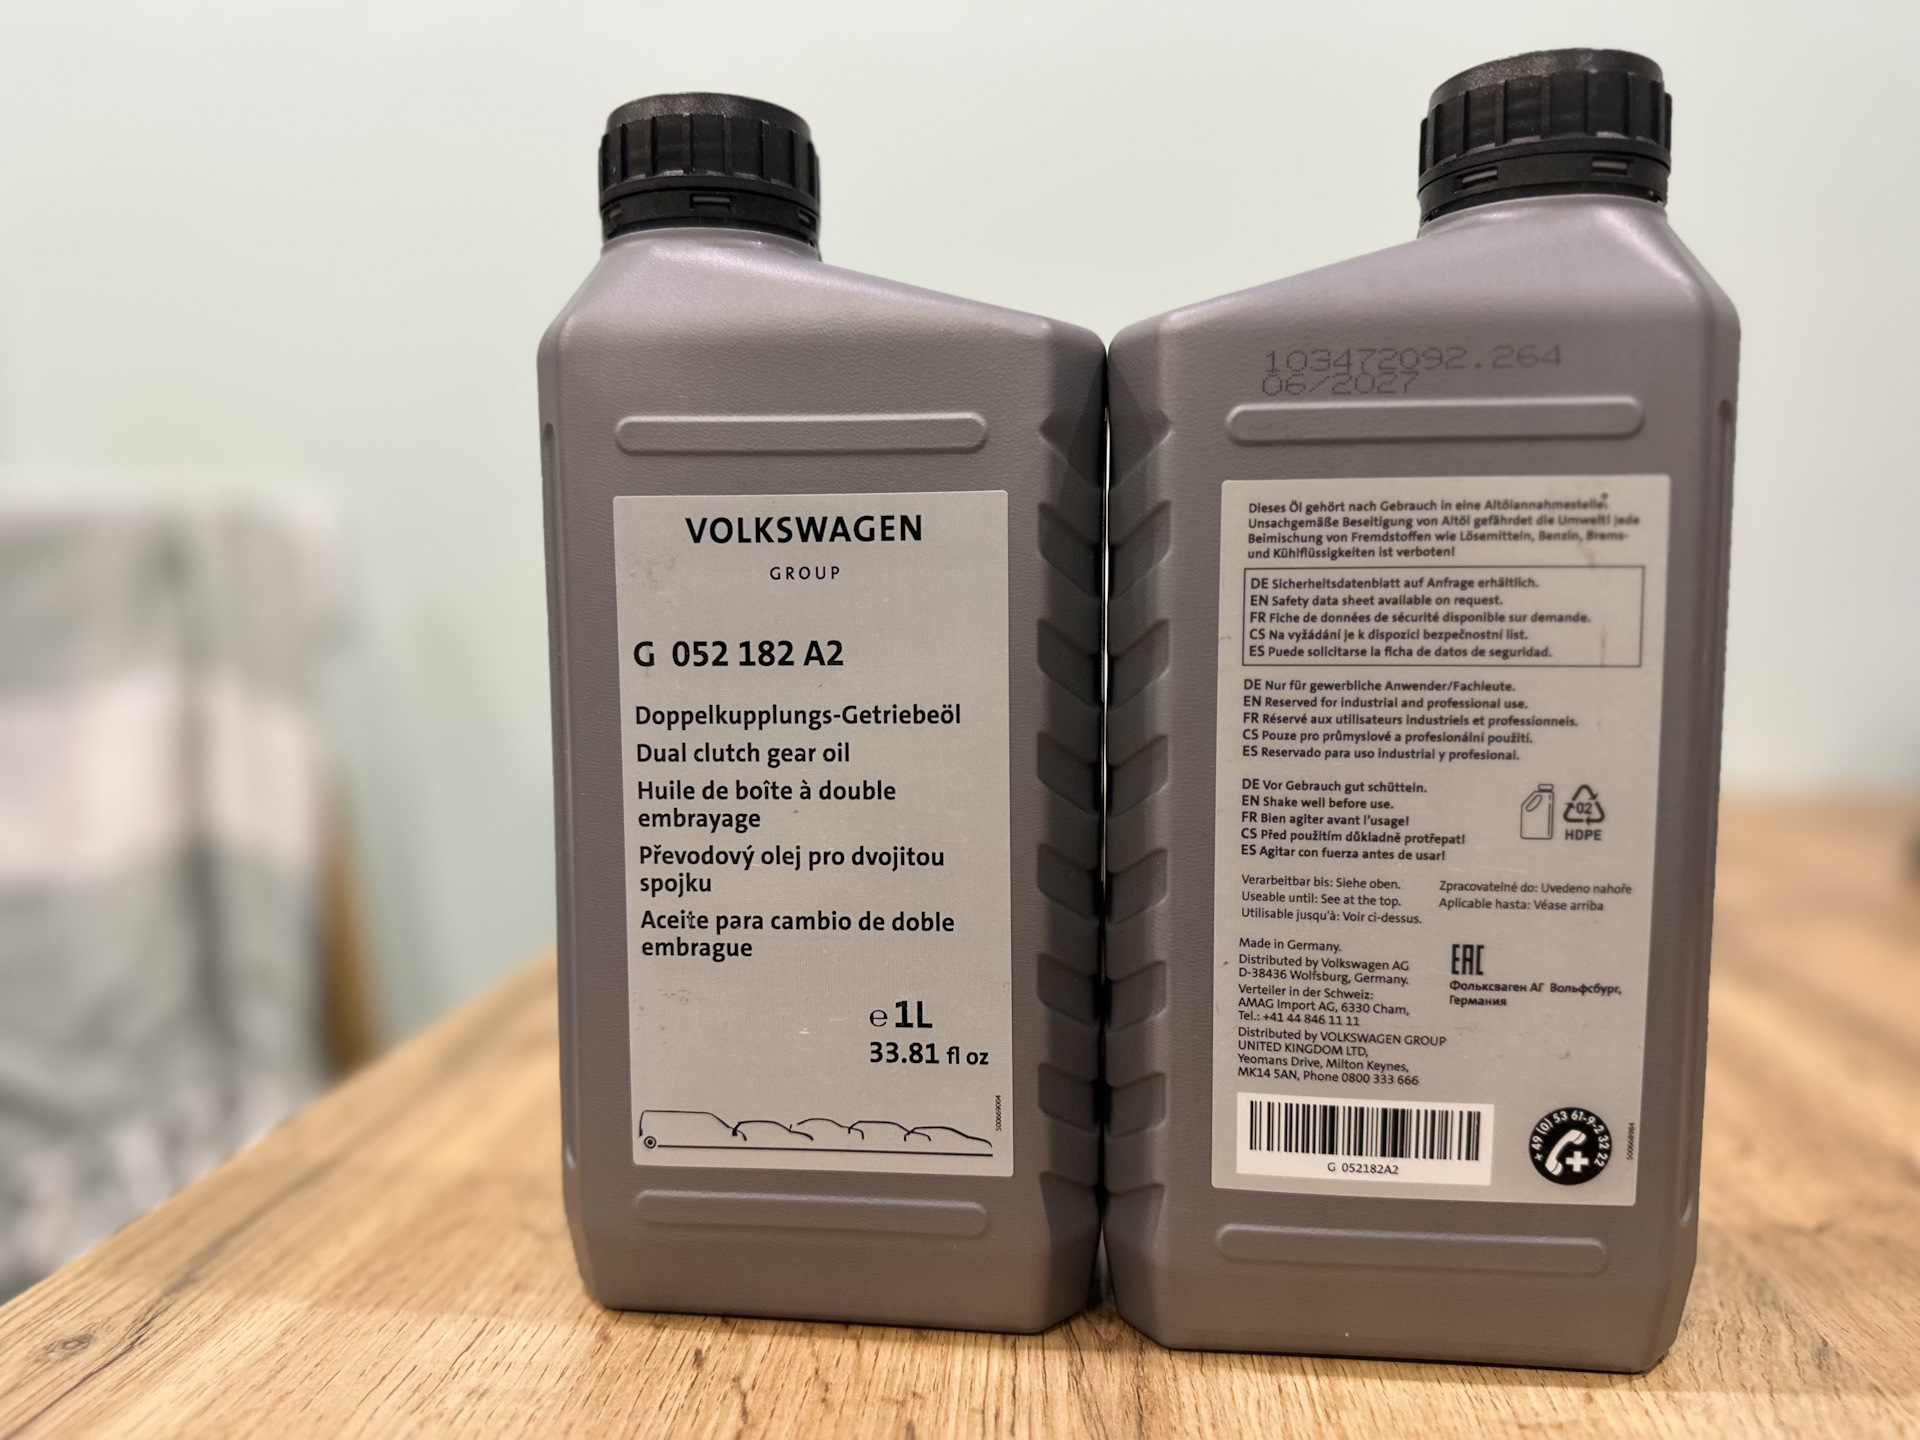 VOLKSWAGEN
GROUP
G 052 182 A2
Doppelkupplungs-Getriebeöl
Dual clutch gear oil
Huile de boîte à double
embrayage
Převodový olej pro dvojitou
spojku
Aceite para cambio de doble
embrague
e 1L
33.81 fl oz
S00669004
103472092.264
06/2027
Dieses Öl gehört nach Gebrauch in eine Altölannahmestelle.
Unsachgemäße Beseitigung von Altöl gefährdet die Umwelt! Jede
Beimischung von Fremdstoffen wie Lösemitteln, Benzin, Brems-
und Kühlflüssigkeiten ist verboten!
DE Sicherheitsdatenblatt auf Anfrage erhältlich.
EN Safety data sheet available on request.
FR Fiche de données de sécurité disponible sur demande.
CS Na vyžádání je k dispozici bezpečnostní list.
ES Puede solicitarse la ficha de datos de seguridad.
DE Nur für gewerbliche Anwender/Fachleute.
EN Reserved for industrial and professional use.
FR Réservé aux utilisateurs industriels et professionnels.
CS Pouze pro průmyslové a profesionální použití.
ES Reservado para uso industrial y profesional.
DE Vor Gebrauch gut schütteln.
EN Shake well before use.
FR Bien agiter avant l'usage!
CS Před použitím důkladně protřepat!
ES Agitar con fuerza antes de usar!
02
HDPE
Verarbeitbar bis: Siehe oben.
Useable until: See at the top.
Utilisable jusqu'à: Voir ci-dessus.
Zpracovatelné do: Uvedeno nahoře
Aplicable hasta: Véase arriba
Made in Germany.
Distributed by Volkswagen AG
D-38436 Wolfsburg, Germany.
Verteiler in der Schweiz:
AMAG Import AG, 6330 Cham,
Tel.: +41 44 846 11 11
Distributed by VOLKSWAGEN GROUP
UNITED KINGDOM LTD,
Yeomans Drive, Milton Keynes,
MK14 5AN, Phone 0800 333 666
EAC
Фольксваген АГ Вольфсбург,
Германия
G 052182A2
+49 (0) 53 61-9-2 32 22